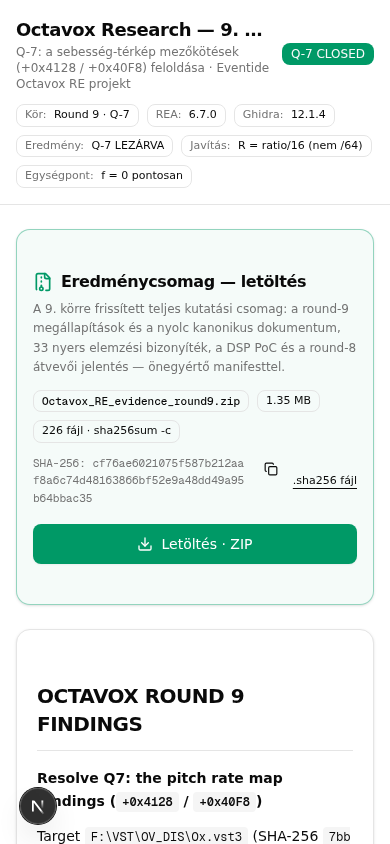 Octavox Research — 9. ...
Q-7: a sebesség-térkép mezőkötések
(+0x4128 / +0x40F8) feloldása · Eventide
Octavox RE projekt
Q-7 CLOSED
Kör: Round 9 · Q-7
REA: 6.7.0
Ghidra: 12.1.4
Eredmény: Q-7 LEZÁRVA
Javítás: R = ratio/16 (nem /64)
Egységpont: f = 0 pontosan
Eredménycsomag — letöltés
A 9. körre frissített teljes kutatási csomag: a round-9
megállapítások és a nyolc kanonikus dokumentum,
33 nyers elemzési bizonyíték, a DSP PoC és a round-8
átvevői jelentés — önegyértő manifesttel.
Octavox_RE_evidence_round9.zip
1.35 MB
226 fájl · sha256sum -c
SHA-256: cf76ae6021075f587b212aa
f8a6c74d48163866bf52e9a48dd49a95
b64bbac35
.sha256 fájl
Letöltés · ZIP
OCTAVOX ROUND 9
FINDINGS
Resolve Q7: the pitch rate map
ndings ( +0x4128 / +0x40F8 )
N
Target F:\VST\OV_DIS\Ox.vst3 (SHA-256 7bb